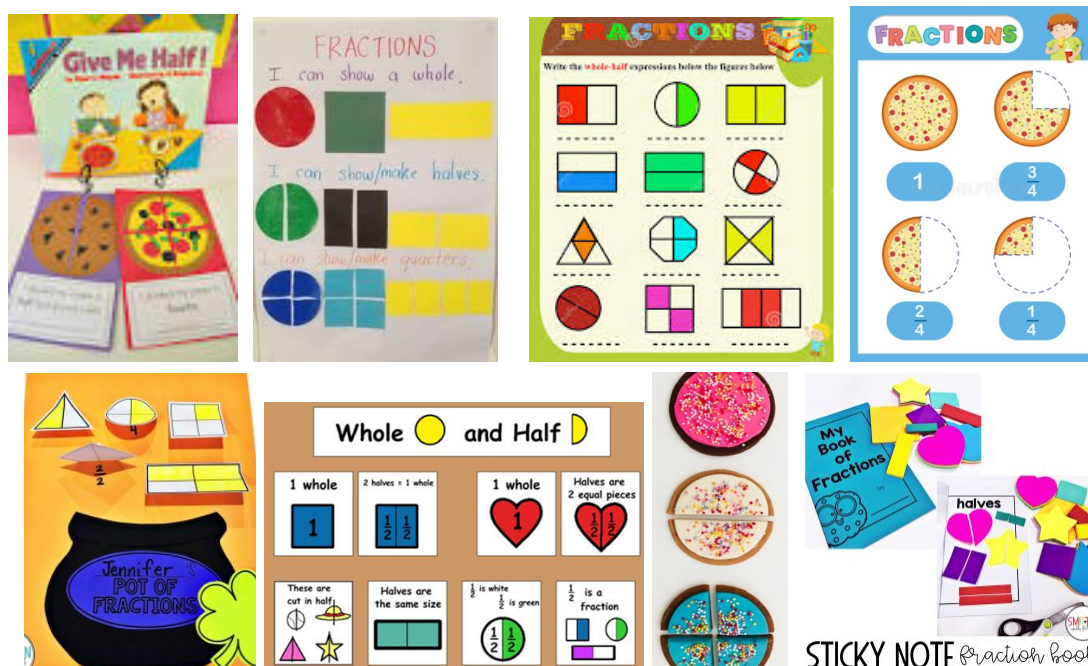 Give Me Half!
FRACTIONS
I can show a whole.
I can show/make halves.
I can show/make quarters.
FRACTIONS
Write the whole-half expressions below the figures below
FRACTIONS
1
3
4
2
4
1
4
4
2
2
Jennifer
POT OF
FRACTIONS
Whole and Half
1 whole
1
2 halves = 1 whole
1 1
2 2
1 whole
1
Halves are
2 equal pieces
1 1
2 2
These are
cut in half
Halves are
the same size
1/2 is white
1/2 is green
1 1
2 2
1/2 is a
fraction
My
Book
of
Fractions
by
halves
STICKY NOTE fraction book